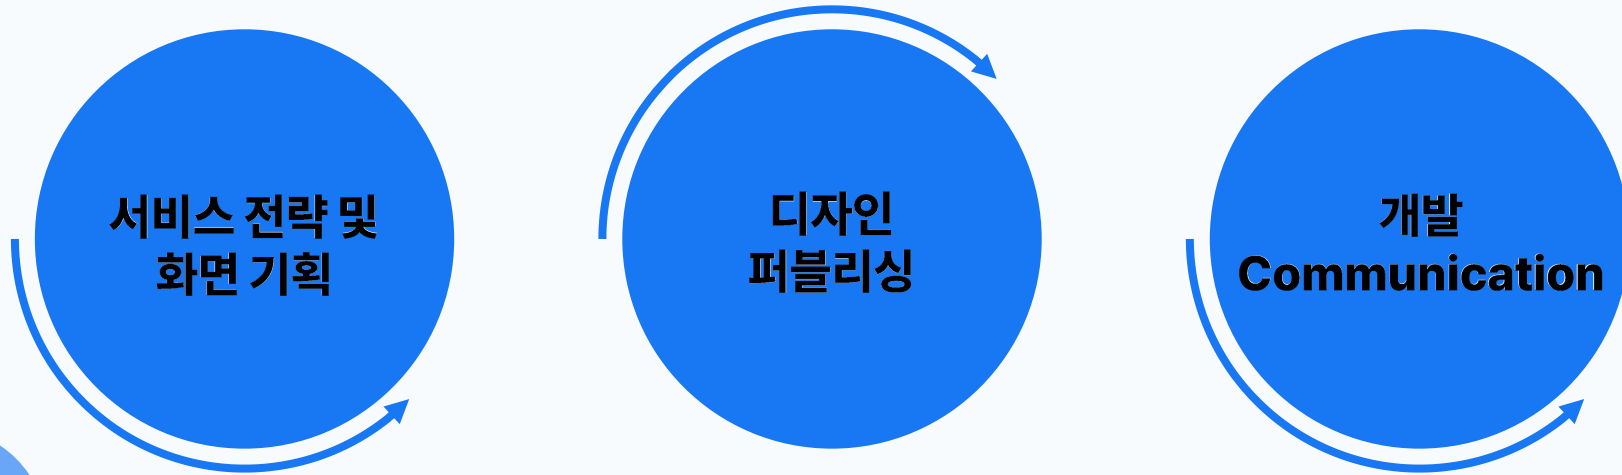 서비스 전략 및
화면 기획
디자인
퍼블리싱
개발
Communication